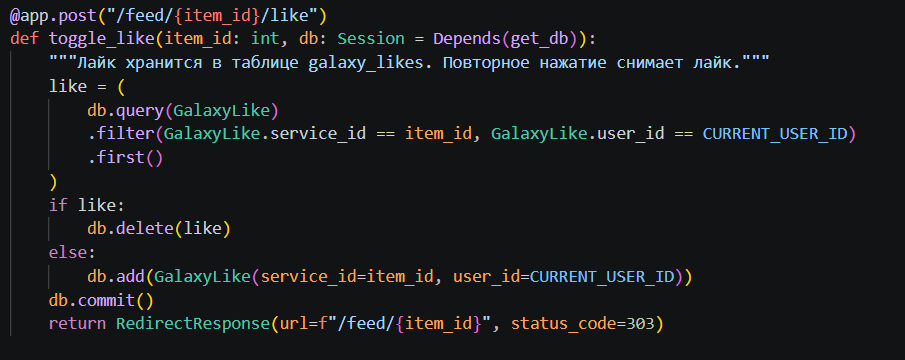 @app.post("/feed/{item_id}/like")
def toggle_like(item_id: int, db: Session = Depends(get_db)):
    """Лайк хранится в таблице galaxy_likes. Повторное нажатие снимает лайк."""
    like = (
        db.query(GalaxyLike)
        .filter(GalaxyLike.service_id == item_id, GalaxyLike.user_id == CURRENT_USER_ID)
        .first()
    )
    if like:
        db.delete(like)
    else:
        db.add(GalaxyLike(service_id=item_id, user_id=CURRENT_USER_ID))
    db.commit()
    return RedirectResponse(url=f"/feed/{item_id}", status_code=303)